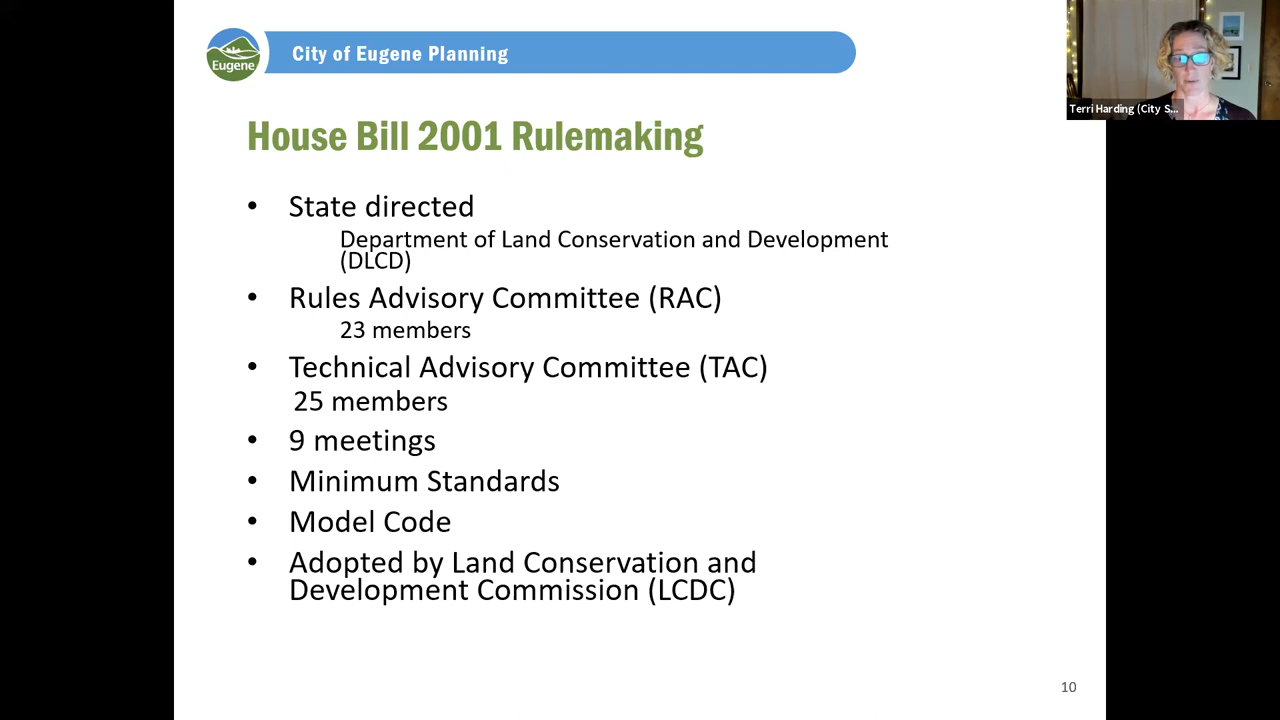 Eugene
City of Eugene Planning
Terri Harding (City S...
House Bill 2001 Rulemaking
• State directed
Department of Land Conservation and Development
(DLCD)
• Rules Advisory Committee (RAC)
23 members
• Technical Advisory Committee (TAC)
25 members
• 9 meetings
• Minimum Standards
• Model Code
• Adopted by Land Conservation and
Development Commission (LCDC)
10